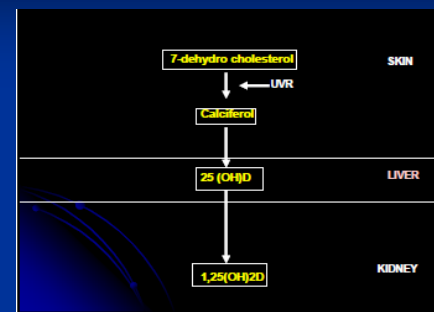 7-dehydro cholesterol
SKIN
UVR
Calciferol
25 (OH)D
LIVER
1,25(OH)2D
KIDNEY